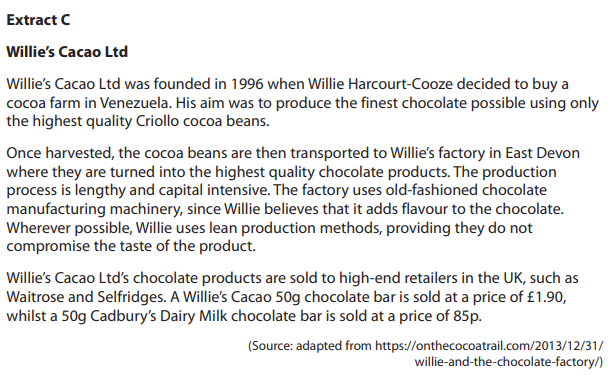 Extract C
Willie’s Cacao Ltd
Willie’s Cacao Ltd was founded in 1996 when Willie Harcourt-Cooze decided to buy a
cocoa farm in Venezuela. His aim was to produce the finest chocolate possible using only
the highest quality Criollo cocoa beans.
Once harvested, the cocoa beans are then transported to Willie’s factory in East Devon
where they are turned into the highest quality chocolate products. The production
process is lengthy and capital intensive. The factory uses old-fashioned chocolate
manufacturing machinery, since Willie believes that it adds flavour to the chocolate.
Wherever possible, Willie uses lean production methods, providing they do not
compromise the taste of the product.
Willie’s Cacao Ltd’s chocolate products are sold to high-end retailers in the UK, such as
Waitrose and Selfridges. A Willie’s Cacao 50g chocolate bar is sold at a price of £1.90,
whilst a 50g Cadbury’s Dairy Milk chocolate bar is sold at a price of 85p.
(Source: adapted from https://onthecocoatrail.com/2013/12/31/
willie-and-the-chocolate-factory/)